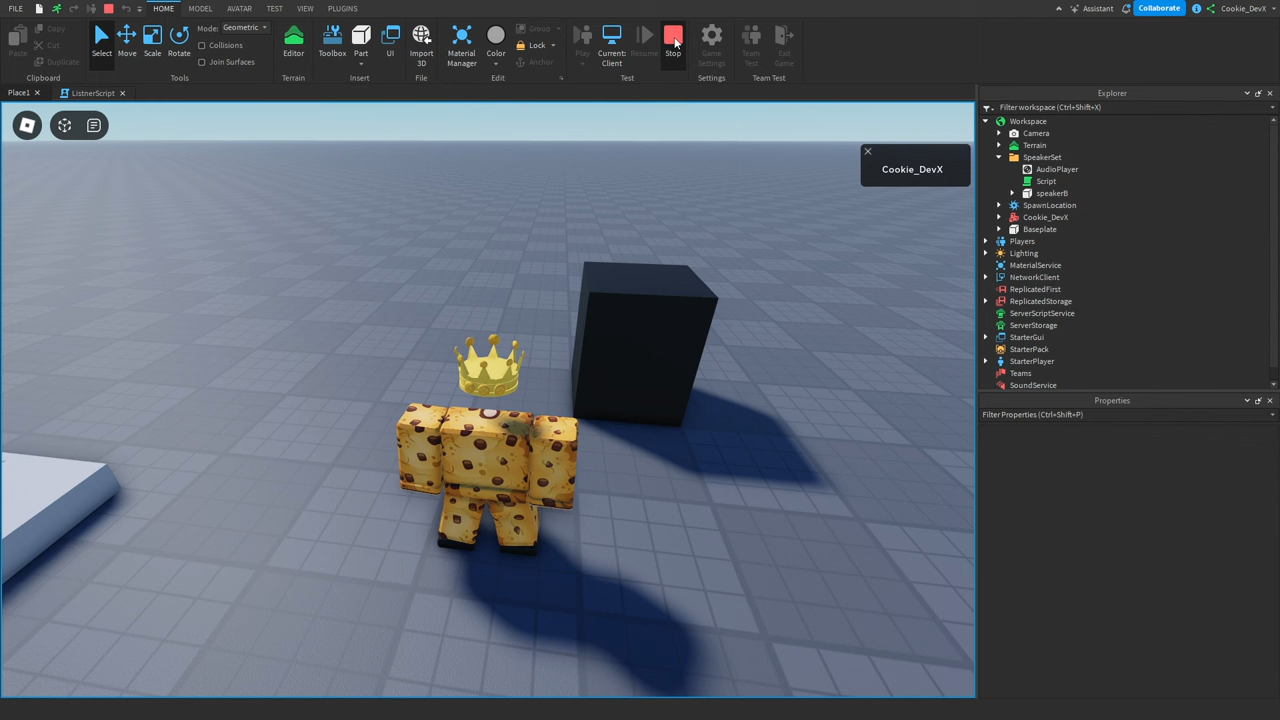 FILE
HOME MODEL AVATAR TEST VIEW PLUGINS
Assistant Collaborate Cookie_DevX
Paste Copy Cut Duplicate
Clipboard
Select Move Scale Rotate
Mode: Geometric
Collisions
Join Surfaces
Tools
Editor
Terrain
Toolbox Part UI
Insert
Import 3D
File
Material Manager
Color
Group
Lock
Anchor
Edit
Play
Current: Client
Resume
Stop
Test
Game Settings
Settings
Team Test
Exit Game
Team Test
Place1
ListnerScript
Cookie_DevX
Explorer
Filter workspace (Ctrl+Shift+X)
Workspace
Camera
Terrain
SpeakerSet
AudioPlayer
Script
speakerB
SpawnLocation
Cookie_DevX
Baseplate
Players
Lighting
MaterialService
NetworkClient
ReplicatedFirst
ReplicatedStorage
ServerScriptService
ServerStorage
StarterGui
StarterPack
StarterPlayer
Teams
SoundService
Properties
Filter Properties (Ctrl+Shift+P)